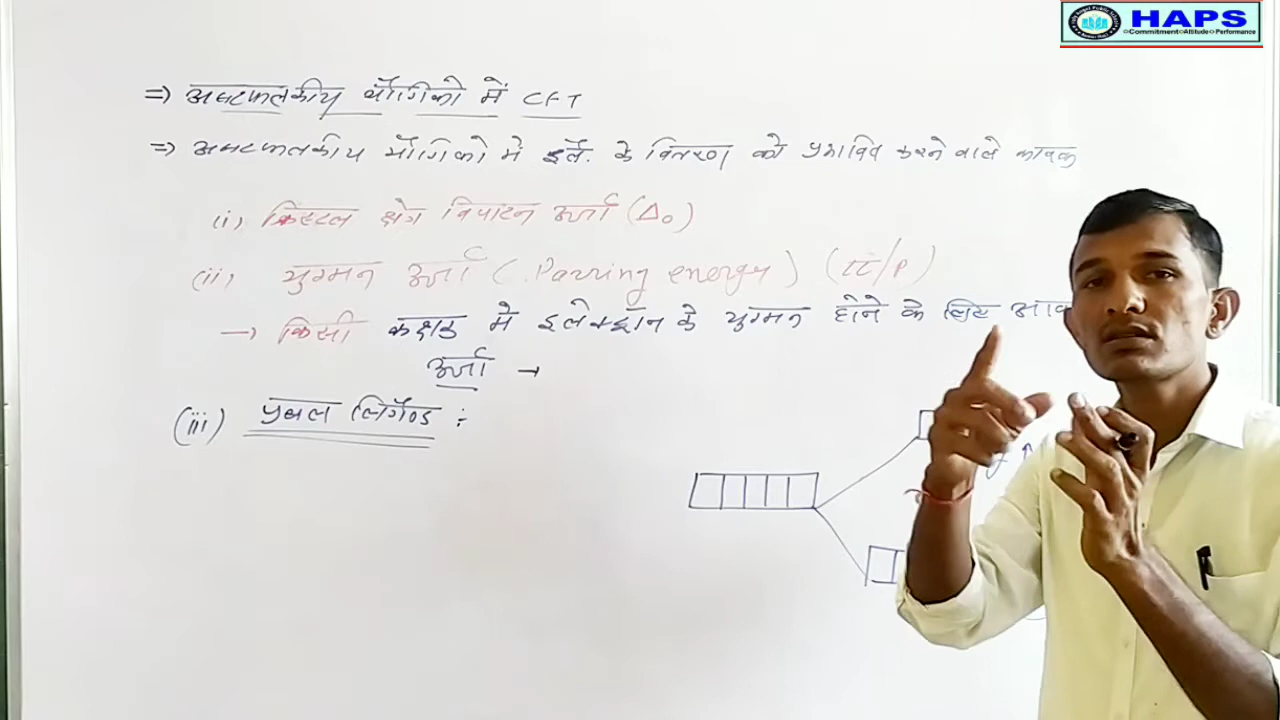 HAPS
Commitment Attitude Performance
⇒ अष्टफलकीय यौगिको में CFT
⇒ अष्टफलकीय यौगिको मे इले. के वितरण को प्रभावित करने वाले कारक
(i) क्रिस्टल क्षेत्र विपाटन ऊर्जा (Δ₀)
(ii) युग्मन ऊर्जा (Pairing energy) ( /P)
→ किसी कक्षक मे इलेक्ट्रॉन के युग्मन होने के लिए आव
ऊर्जा →
(iii) प्रबल लिगैण्ड :